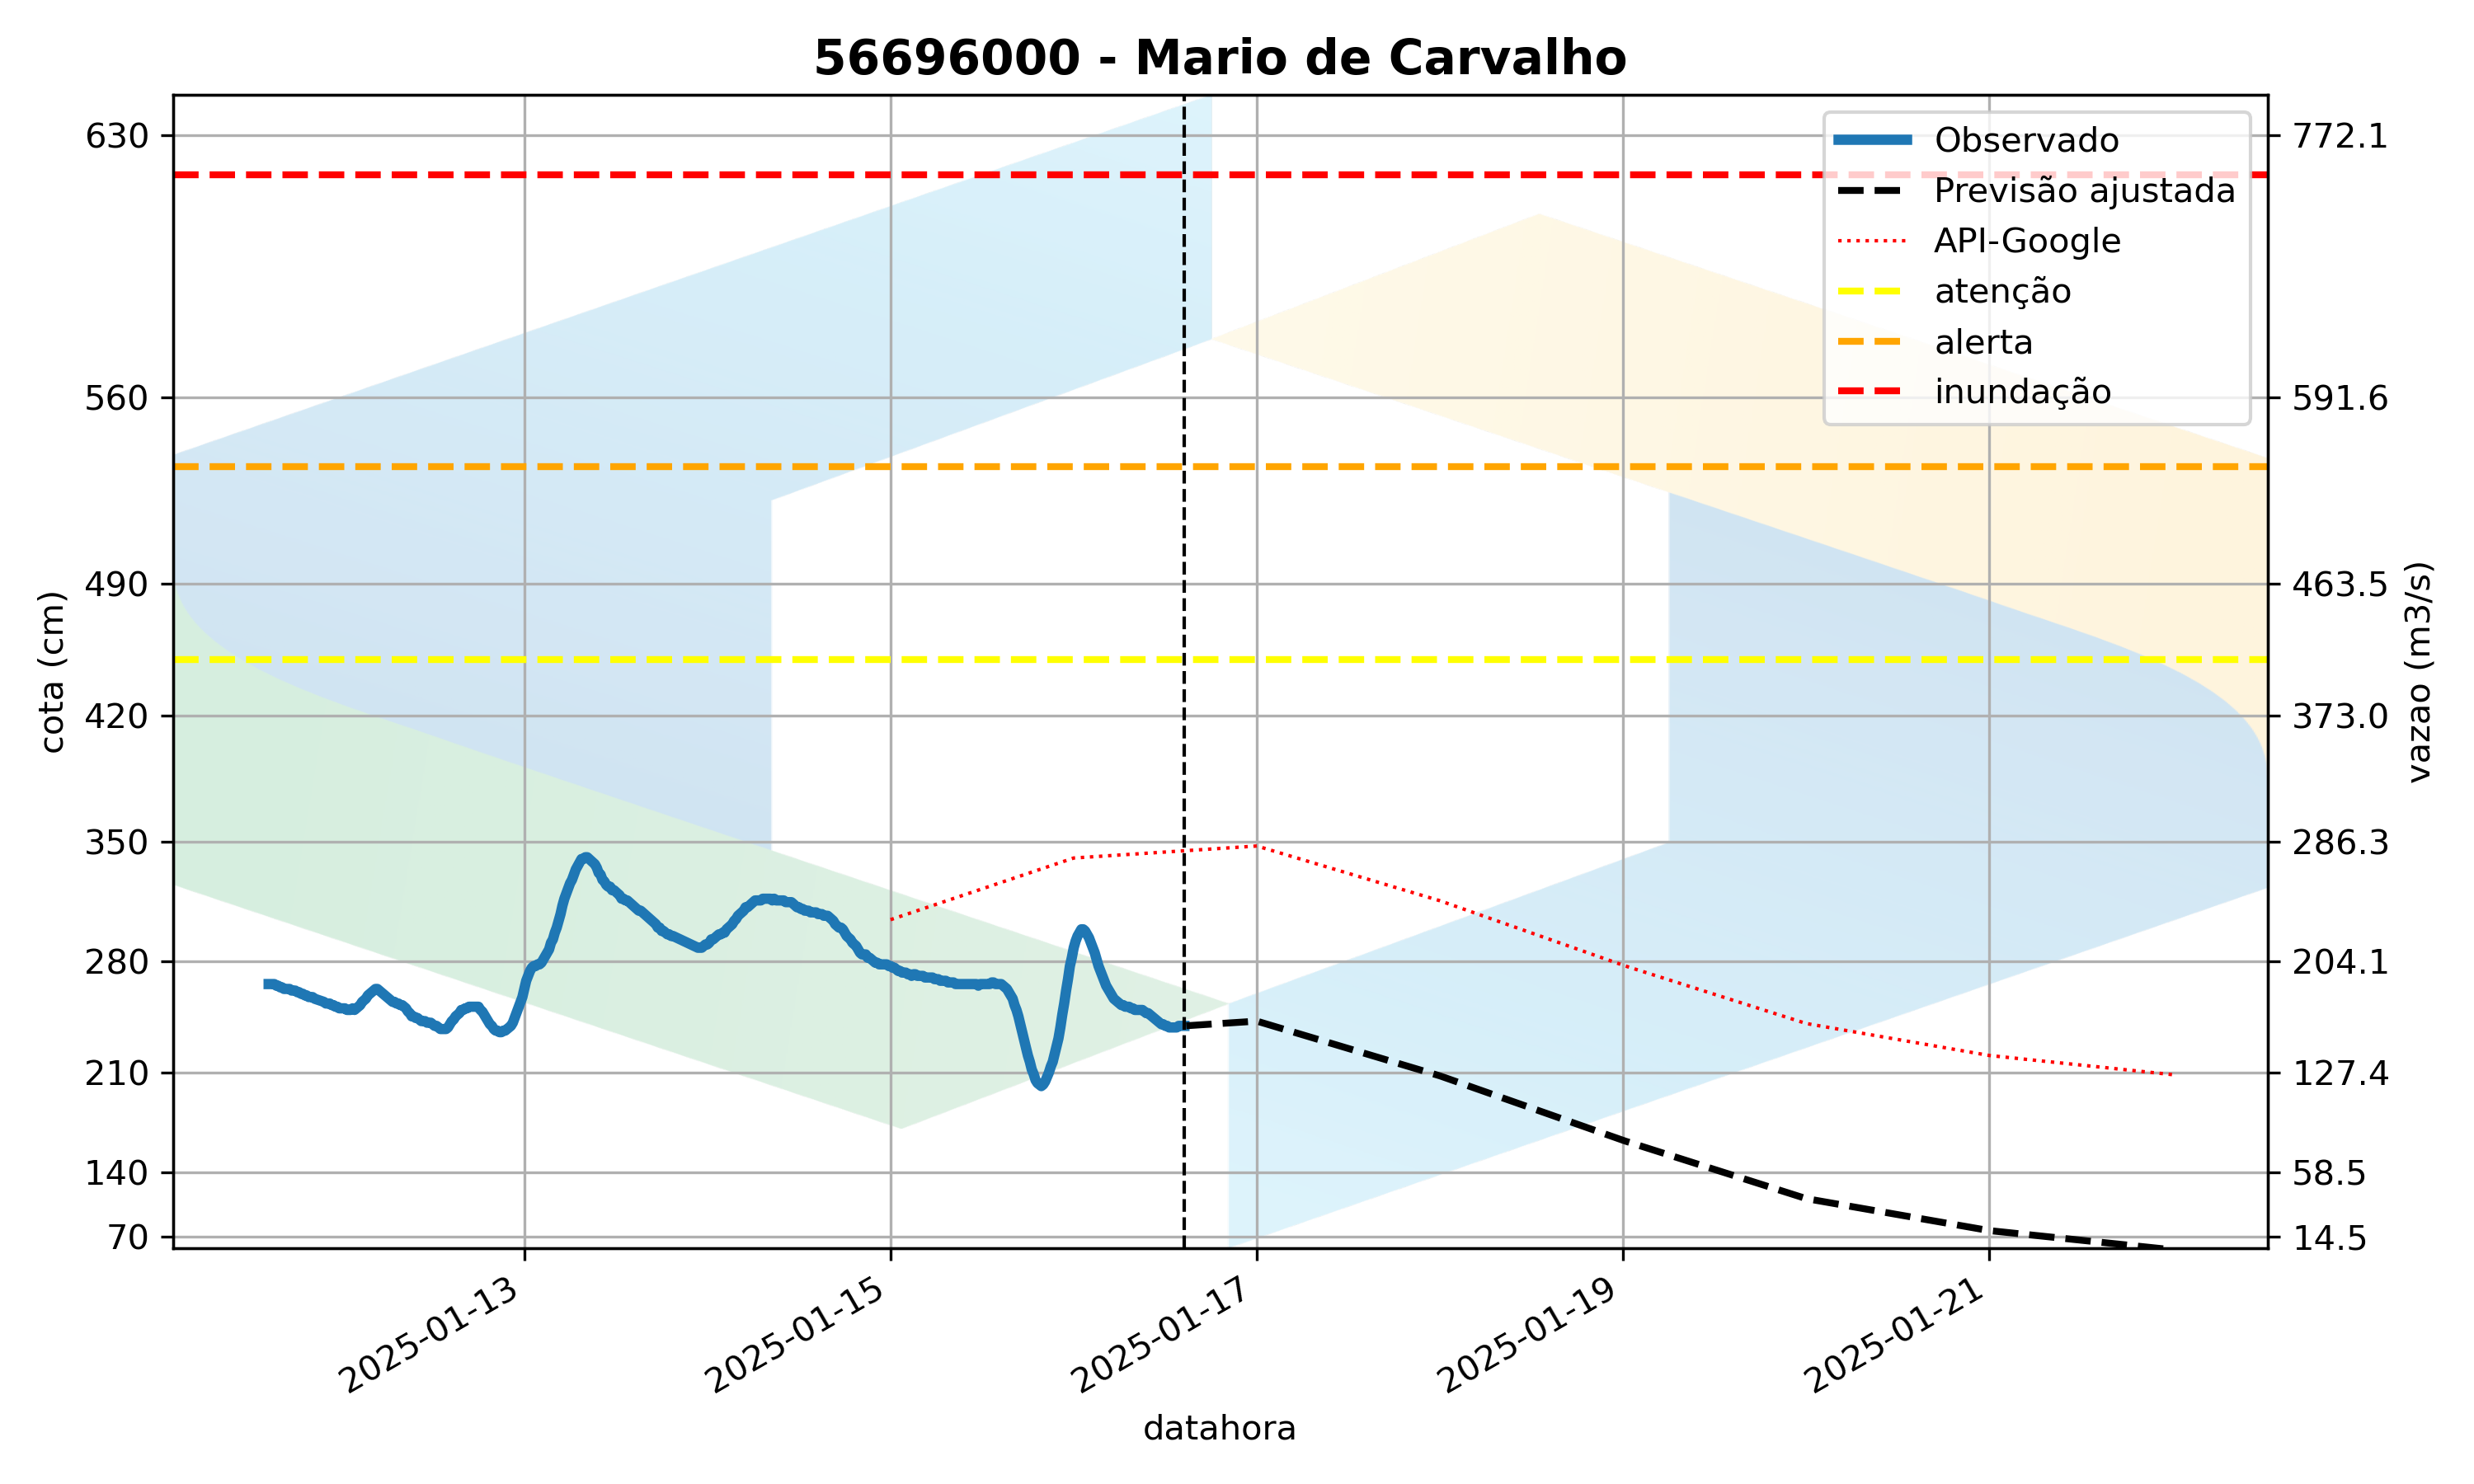 56696000 - Mario de Carvalho
630
560
490
420
350
280
210
140
70
cota (cm)
772.1
591.6
463.5
373.0
286.3
204.1
127.4
58.5
14.5
vazao (m3/s)
Observado
Previsão ajustada
API-Google
atenção
alerta
inundação
2025-01-13
2025-01-15
2025-01-17
2025-01-19
2025-01-21
datahora